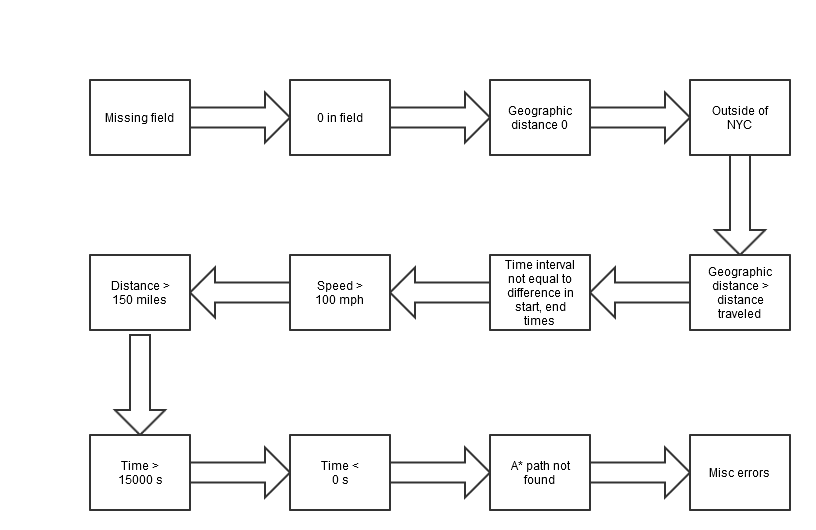 Missing field
0 in field
Geographic
distance 0
Outside of
NYC
Geographic
distance >
distance
traveled
Time interval
not equal to
difference in
start, end
times
Speed >
100 mph
Distance >
150 miles
Time >
15000 s
Time <
0 s
A* path not
found
Misc errors